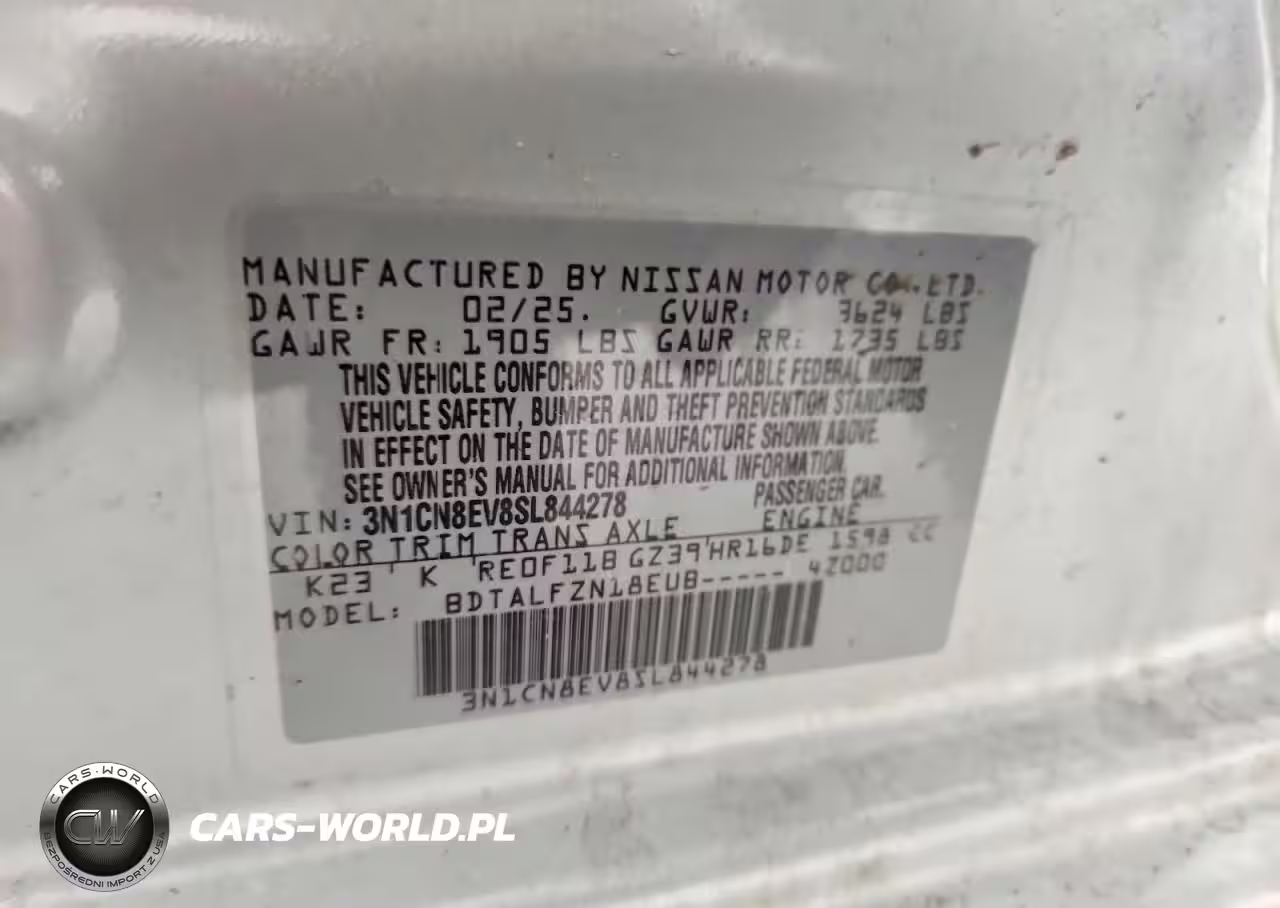 MANUFACTURED BY NISSAN MOTOR CO., LTD.
DATE: 02/25. GVWR: 3624 LBS
GAWR FR: 1905 LBS GAWR RR: 1735 LBS
THIS VEHICLE CONFORMS TO ALL APPLICABLE FEDERAL MOTOR
VEHICLE SAFETY, BUMPER AND THEFT PREVENTION STANDARDS
IN EFFECT ON THE DATE OF MANUFACTURE SHOWN ABOVE.
SEE OWNER'S MANUAL FOR ADDITIONAL INFORMATION.
VIN: 3N1CN8EV8SL844278 PASSENGER CAR.
COLOR TRIM TRANS AXLE ENGINE
K23 K RE0F11B GZ39 HR16DE 1598 CC
MODEL: BDTALFZN18EUB----- 4Z000
3N1CN8EV8SL844278
CARS-WORLD
CW
BEZPOŚREDNI IMPORT Z USA
CARS-WORLD.PL